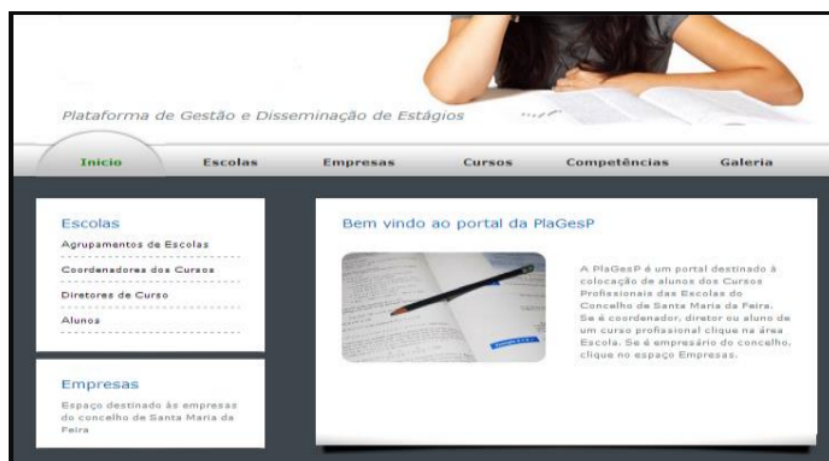 Plataforma de Gestão e Disseminação de Estágios
Inicio Escolas Empresas Cursos Competências Galeria
Escolas
Agrupamentos de Escolas
Coordenadores dos Cursos
Diretores de Curso
Alunos
Empresas
Espaço destinado às empresas
do concelho de Santa Maria da
Feira
Bem vindo ao portal da PlaGesP
A PlaGesP é um portal destinado à
colocação de alunos dos Cursos
Profissionais das Escolas do
Concelho de Santa Maria da Feira.
Se é coordenador, diretor ou aluno de
um curso profissional clique na área
Escola. Se é empresário do concelho,
clique no espaço Empresas.